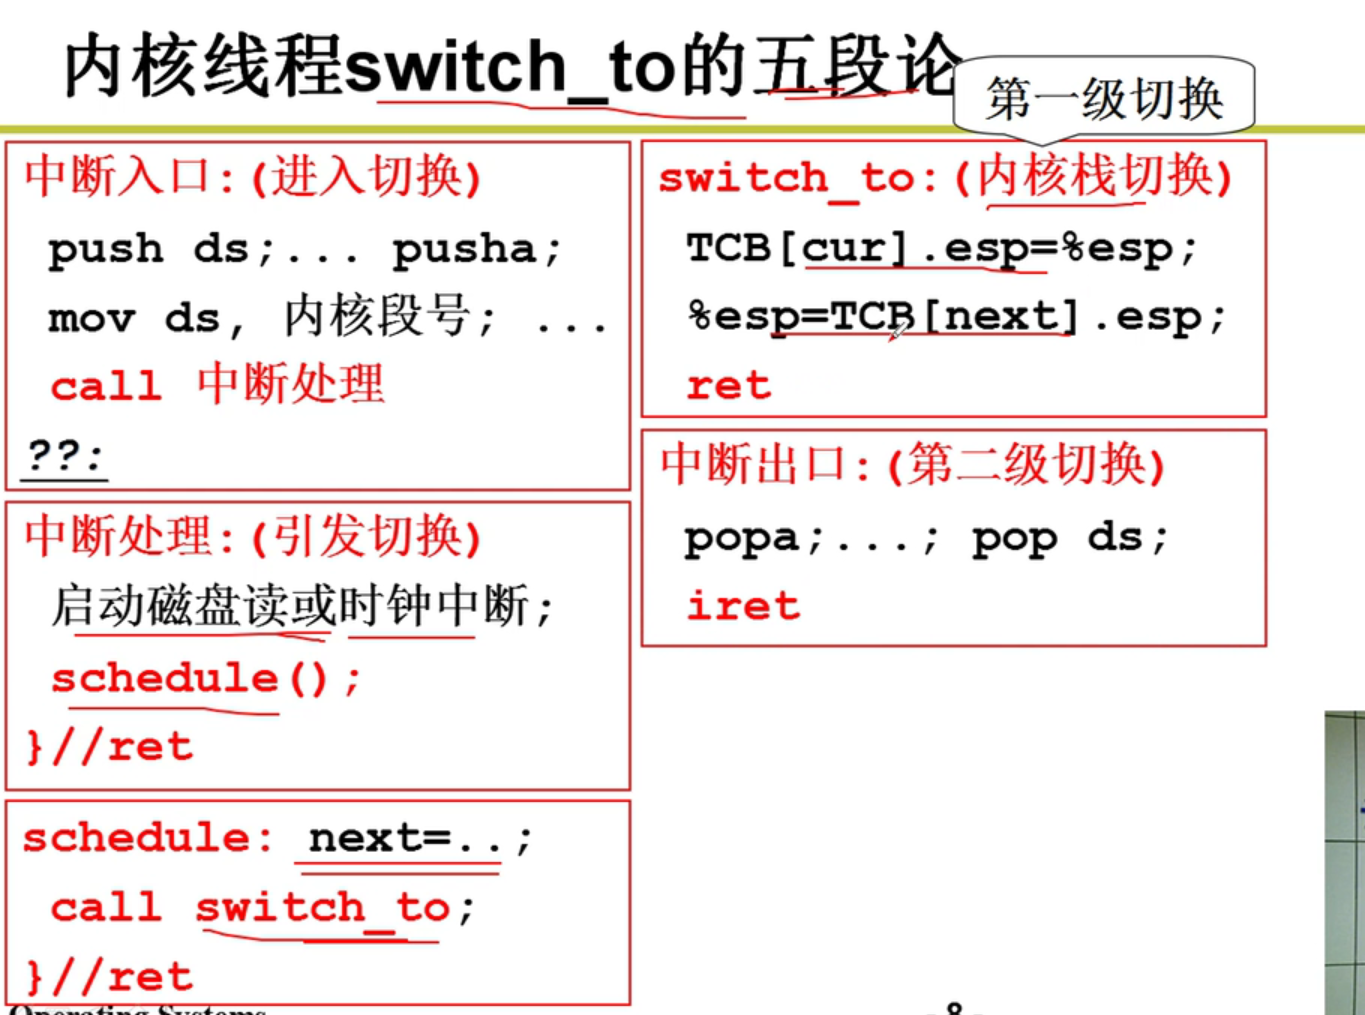 内核线程switch_to的五段论
第一级切换
中断入口:(进入切换)
push ds;... pusha;
mov ds, 内核段号; ...
call 中断处理
??:
中断处理:(引发切换)
启动磁盘读或时钟中断;
schedule();
}//ret
schedule: next=..;
call switch_to;
}//ret
switch_to:(内核栈切换)
TCB[cur].esp=%esp;
%esp=TCB[next].esp;
ret
中断出口:(第二级切换)
popa;...; pop ds;
iret
Operating Systems
- 8 -